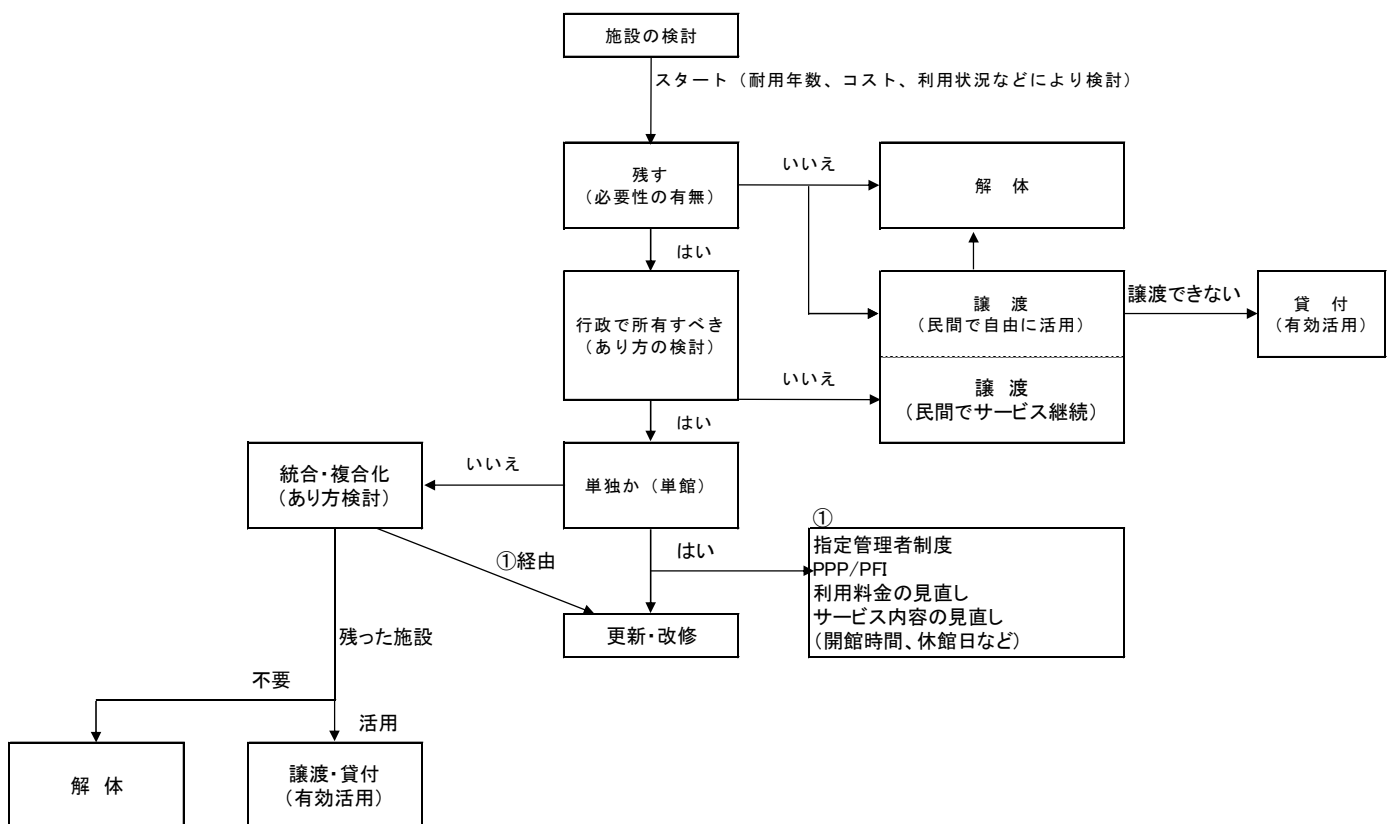 施設の検討
スタート（耐用年数、コスト、利用状況などにより検討）
残す
（必要性の有無）
いいえ
解　体
はい
行政で所有すべき
（あり方の検討）
譲　渡
（民間で自由に活用）
譲渡できない
貸　付
（有効活用）
いいえ
譲　渡
（民間でサービス継続）
はい
統合・複合化
（あり方検討）
いいえ
単独か（単館）
①
指定管理者制度
PPP/PFI
利用料金の見直し
サービス内容の見直し
（開館時間、休館日など）
はい
①経由
更新・改修
残った施設
不要
活用
解　体
譲渡・貸付
（有効活用）